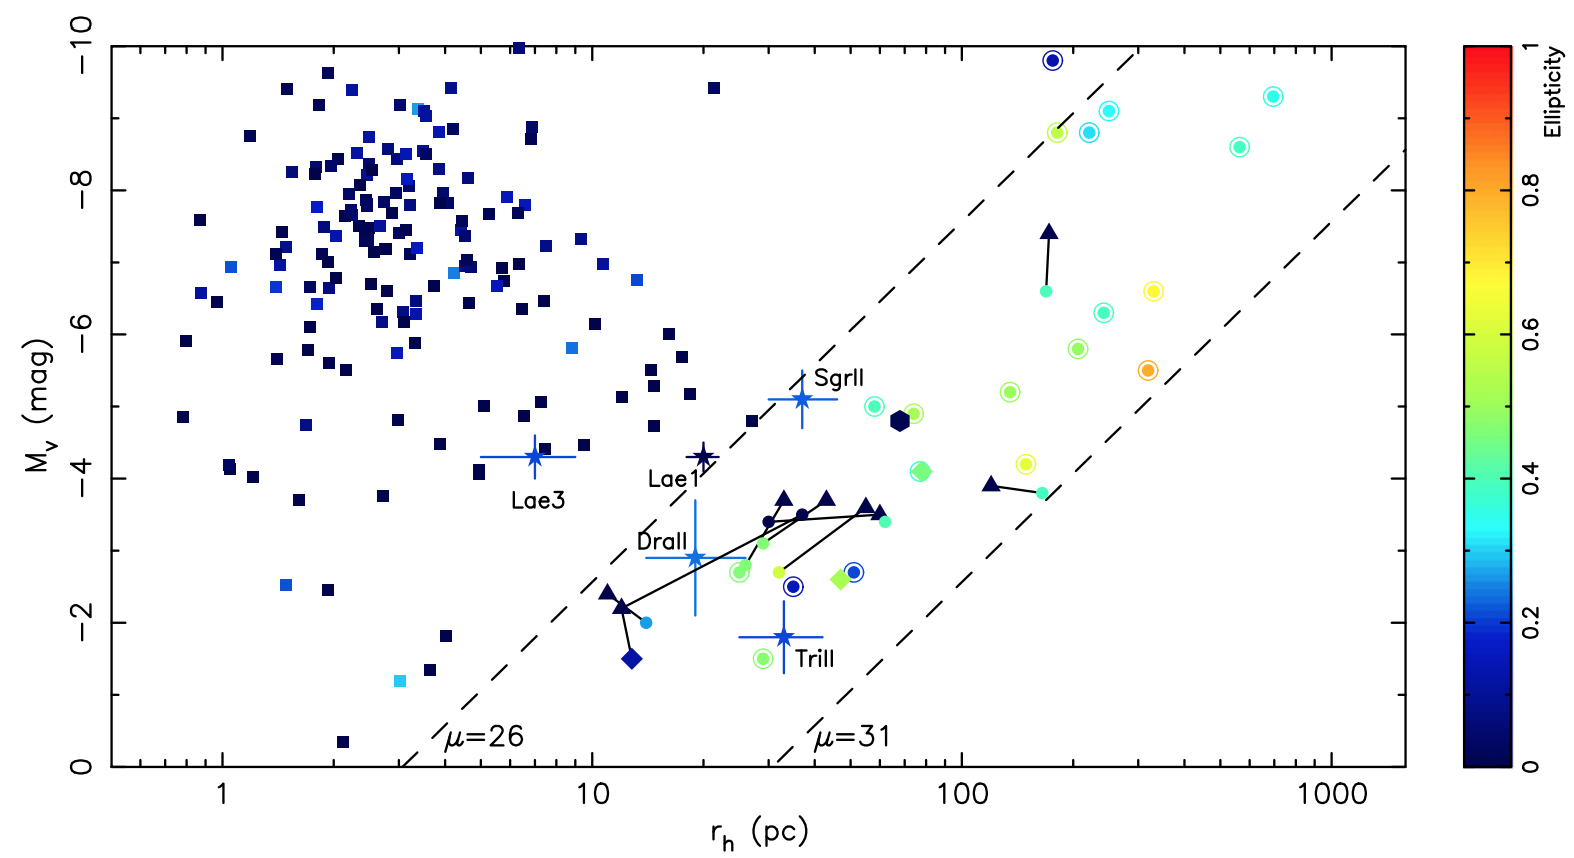 −10
−8
−6
−4
−2
0
M_v (mag)
SgrII
Lae1
Lae3
DraII
TriII
μ=26
μ=31
1
10
100
1000
r_h (pc)
1
0.8
0.6
0.4
0.2
0
Ellipticity